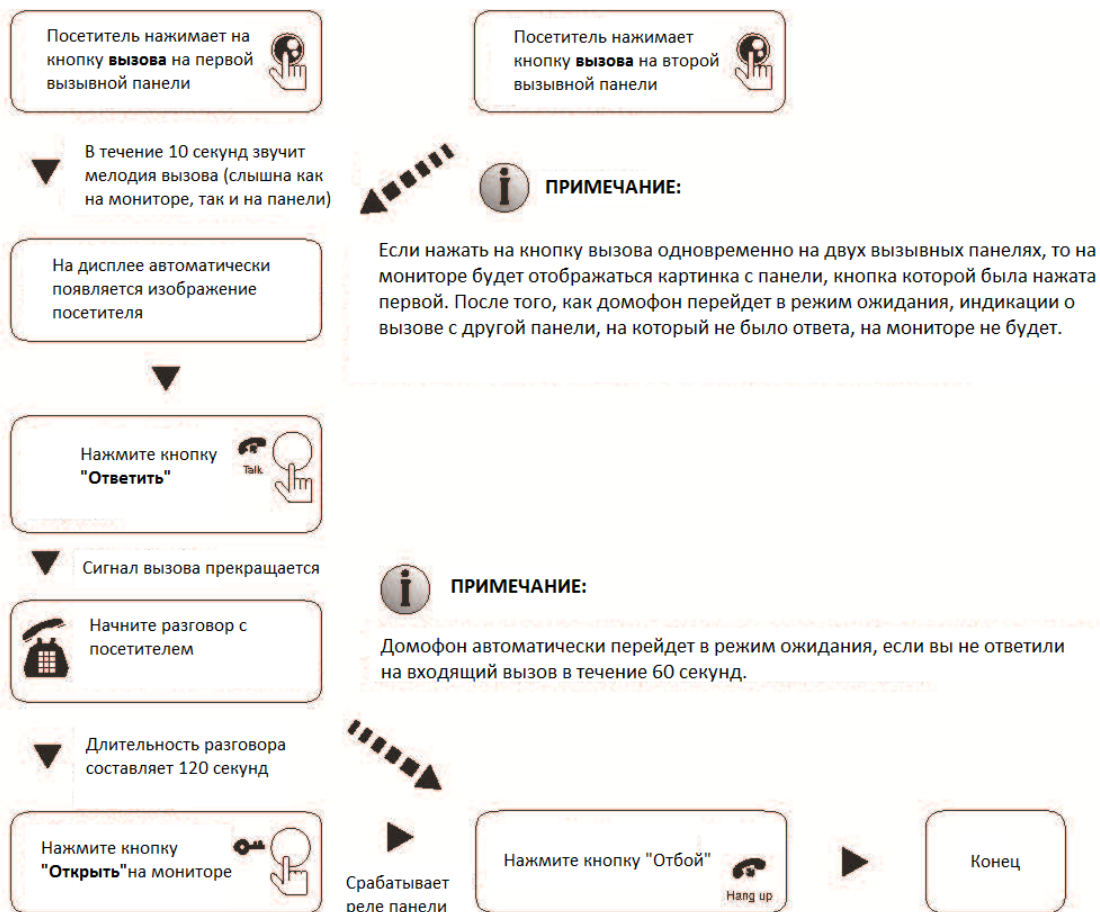 Посетитель нажимает на
кнопку вызова на первой
вызывной панели
Посетитель нажимает
кнопку вызова на второй
вызывной панели
В течение 10 секунд звучит
мелодия вызова (слышна как
на мониторе, так и на панели)
ПРИМЕЧАНИЕ:
Если нажать на кнопку вызова одновременно на двух вызывных панелях, то на
мониторе будет отображаться картинка с панели, кнопка которой была нажата
первой. После того, как домофон перейдет в режим ожидания, индикации о
вызове с другой панели, на который не было ответа, на мониторе не будет.
На дисплее автоматически
появляется изображение
посетителя
Нажмите кнопку
"Ответить"
Talk
Сигнал вызова прекращается
ПРИМЕЧАНИЕ:
Домофон автоматически перейдет в режим ожидания, если вы не ответили
на входящий вызов в течение 60 секунд.
Начните разговор с
посетителем
Длительность разговора
составляет 120 секунд
Нажмите кнопку
"Открыть"на мониторе
Срабатывает
реле панели
Нажмите кнопку "Отбой"
Hang up
Конец